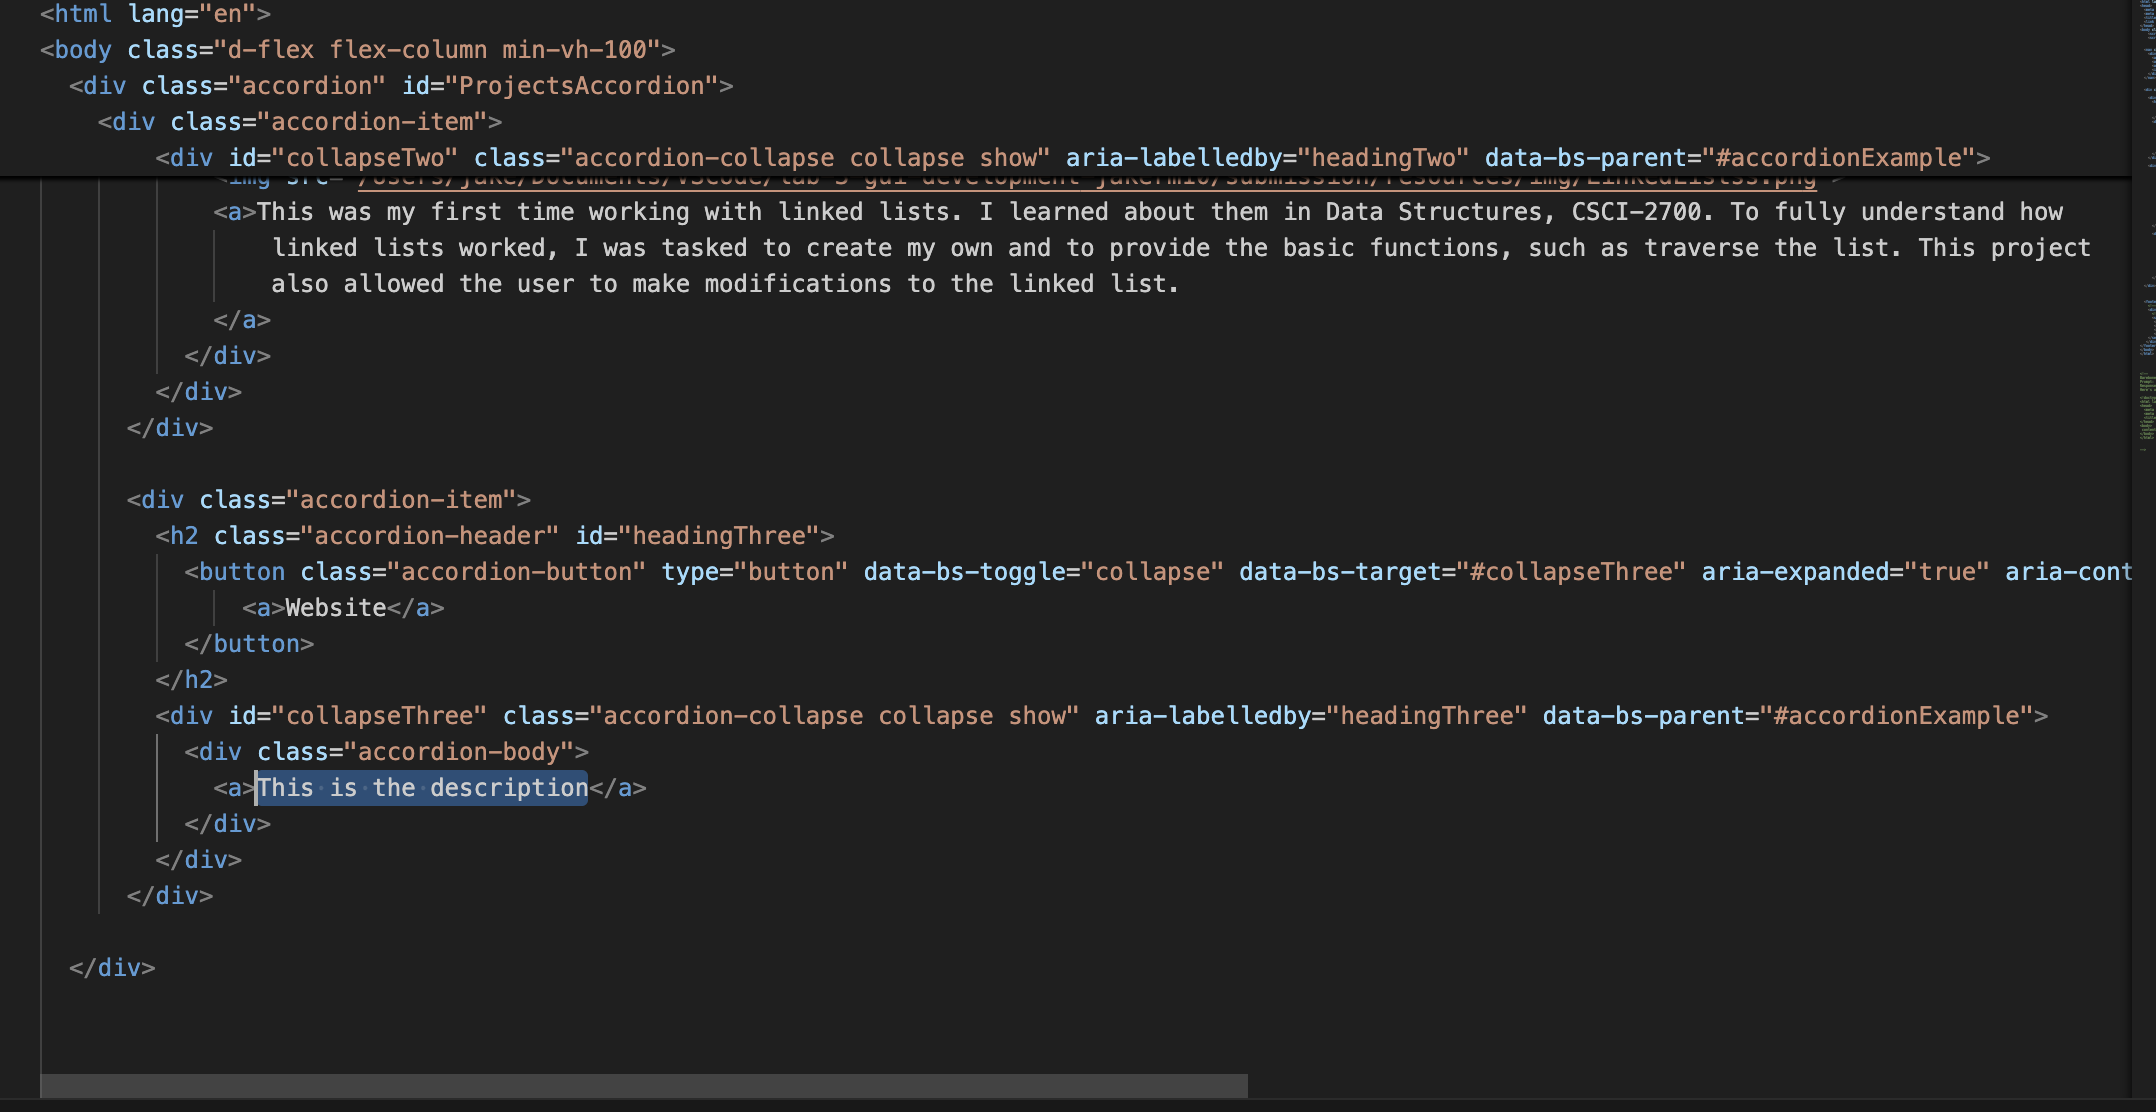 <html lang="en">
<body class="d-flex flex-column min-vh-100">
<div class="accordion" id="ProjectsAccordion">
<div class="accordion-item">
<div id="collapseTwo" class="accordion-collapse collapse show" aria-labelledby="headingTwo" data-bs-parent="#accordionExample">
<a>This was my first time working with linked lists. I learned about them in Data Structures, CSCI-2700. To fully understand how
linked lists worked, I was tasked to create my own and to provide the basic functions, such as traverse the list. This project
also allowed the user to make modifications to the linked list.
</a>
</div>
</div>
</div>
<div class="accordion-item">
<h2 class="accordion-header" id="headingThree">
<button class="accordion-button" type="button" data-bs-toggle="collapse" data-bs-target="#collapseThree" aria-expanded="true" aria-cont
<a>Website</a>
</button>
</h2>
<div id="collapseThree" class="accordion-collapse collapse show" aria-labelledby="headingThree" data-bs-parent="#accordionExample">
<div class="accordion-body">
<a>This is the description</a>
</div>
</div>
</div>
</div>